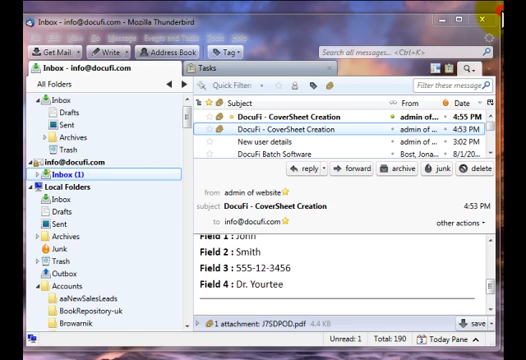 Inbox - info@docufi.com - Mozilla Thunderbird
Get Mail
Write
Address Book
Tag
Search all messages... <Ctrl+K>
Inbox - info@docufi.com
Tasks
All Folders
Quick Filter:
Filter these message
Subject
From
Date
Inbox
Drafts
Sent
Archives
Trash
info@docufi.com
Inbox (1)
Local Folders
Inbox
Drafts
Sent
Archives
Junk
Trash
Outbox
Accounts
aaNewSalesLeads
BookRepository-uk
Browarnik
DocuFi - CoverSheet Creation admin of... 4:55 PM
DocuFi - CoverSheet Creation admin of ... 4:53 PM
New user details admin of ... 3:02 PM
DocuFi Batch Software Bost, Jona... 8/1/20...
reply
forward
archive
junk
delete
from admin of website
subject DocuFi - CoverSheet Creation 4:53 PM
to info@docufi.com other actions
Field 1 : John
Field 2 : Smith
Field 3 : 555-12-3456
Field 4 : Dr. Yourtee
1 attachment: J7SDPOD.pdf 4.4 KB
save
Unread: 1
Total: 190
Today Pane